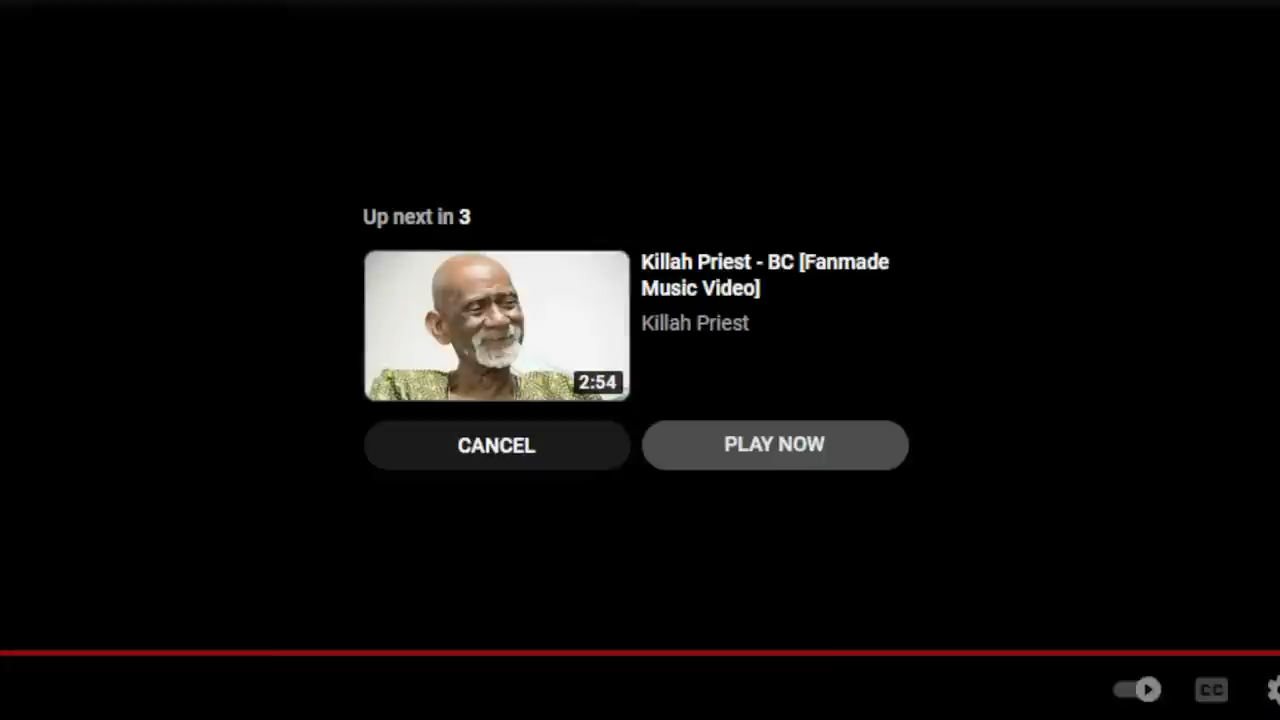 Up next in 3
Killah Priest - BC [Fanmade
Music Video]
Killah Priest
2:54
CANCEL
PLAY NOW
CC